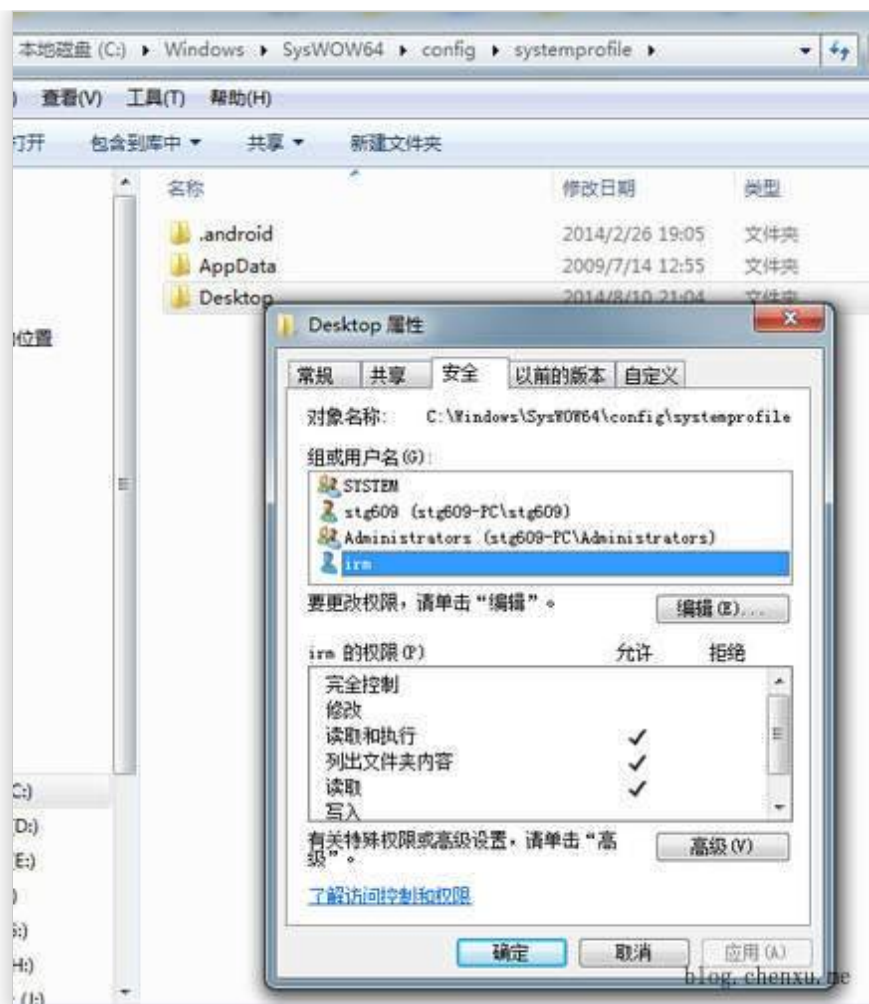 本地磁盘 (C:) ▸ Windows ▸ SysWOW64 ▸ config ▸ systemprofile ▸
) 查看(V) 工具(T) 帮助(H)
打开 包含到库中 共享 新建文件夹
名称 修改日期 类型
.android 2014/2/26 19:05 文件夹
AppData 2009/7/14 12:55 文件夹
Desktop 2014/8/10 21:04 文件夹
位置
Desktop 属性
常规 共享 安全 以前的版本 自定义
对象名称: C:\Windows\SysWOW64\config\systemprofile
组或用户名(G):
SYSTEM
stg609 (stg609-PC\stg609)
Administrators (stg609-PC\Administrators)
irm
要更改权限,请单击“编辑”。 编辑(E)...
irm 的权限(P) 允许 拒绝
完全控制
修改
读取和执行
列出文件夹内容
读取
写入
有关特殊权限或高级设置,请单击“高
级”。 高级(V)
了解访问控制和权限
确定 取消 应用(A)
C:)
D:)
E:)
)
:)
H:)
(J:)
blog.chenxu.me